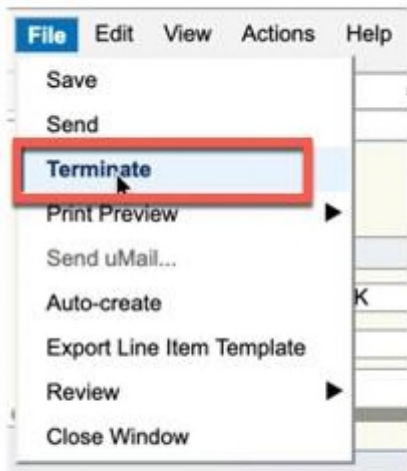 File Edit View Actions Help
Save
Send
Terminate
Print Preview
Send uMail...
Auto-create
K
Export Line Item Template
Review
Close Window